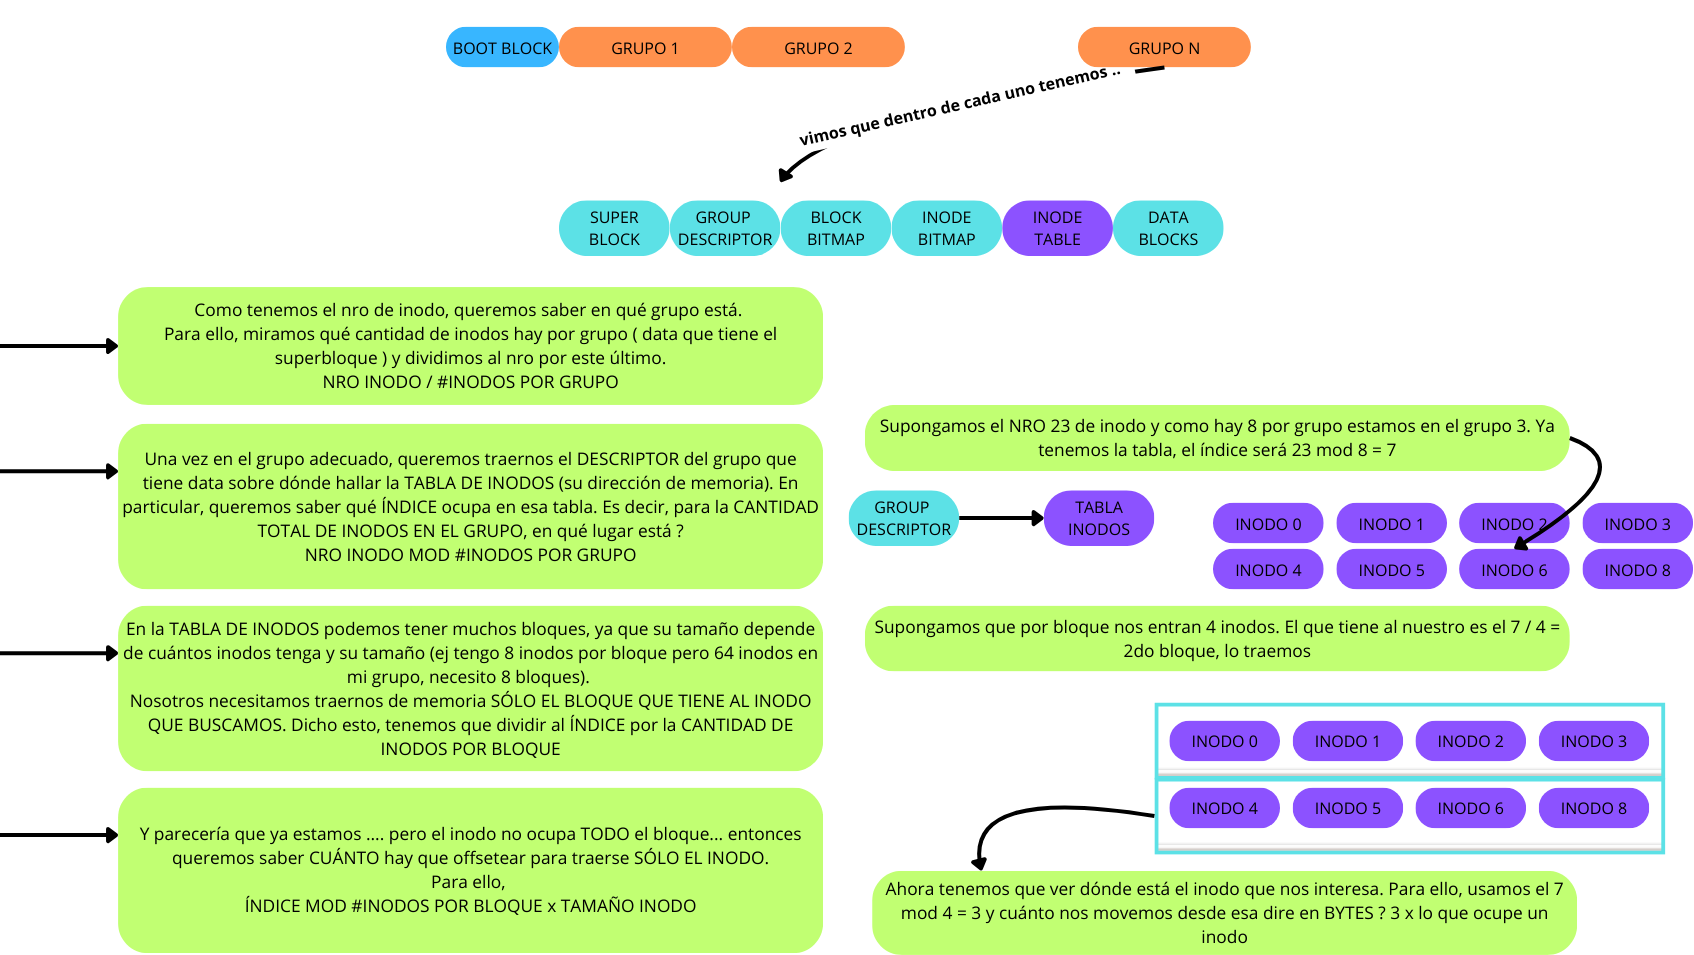 BOOT BLOCK
GRUPO 1
GRUPO 2
GRUPO N
vimos que dentro de cada uno tenemos ..
SUPER
BLOCK
GROUP
DESCRIPTOR
BLOCK
BITMAP
INODE
BITMAP
INODE
TABLE
DATA
BLOCKS
Como tenemos el nro de inodo, queremos saber en qué grupo está.
Para ello, miramos qué cantidad de inodos hay por grupo ( data que tiene el
superbloque ) y dividimos al nro por este último.
NRO INODO / #INODOS POR GRUPO
Una vez en el grupo adecuado, queremos traernos el DESCRIPTOR del grupo que
tiene data sobre dónde hallar la TABLA DE INODOS (su dirección de memoria). En
particular, queremos saber qué ÍNDICE ocupa en esa tabla. Es decir, para la CANTIDAD
TOTAL DE INODOS EN EL GRUPO, en qué lugar está ?
NRO INODO MOD #INODOS POR GRUPO
Supongamos el NRO 23 de inodo y como hay 8 por grupo estamos en el grupo 3. Ya
tenemos la tabla, el índice será 23 mod 8 = 7
GROUP
DESCRIPTOR
TABLA
INODOS
INODO 0
INODO 1
INODO 2
INODO 3
INODO 4
INODO 5
INODO 6
INODO 8
En la TABLA DE INODOS podemos tener muchos bloques, ya que su tamaño depende
de cuántos inodos tenga y su tamaño (ej tengo 8 inodos por bloque pero 64 inodos en
mi grupo, necesito 8 bloques).
Nosotros necesitamos traernos de memoria SÓLO EL BLOQUE QUE TIENE AL INODO
QUE BUSCAMOS. Dicho esto, tenemos que dividir al ÍNDICE por la CANTIDAD DE
INODOS POR BLOQUE
Supongamos que por bloque nos entran 4 inodos. El que tiene al nuestro es el 7 / 4 =
2do bloque, lo traemos
INODO 0
INODO 1
INODO 2
INODO 3
INODO 4
INODO 5
INODO 6
INODO 8
Y parecería que ya estamos .... pero el inodo no ocupa TODO el bloque... entonces
queremos saber CUÁNTO hay que offsetear para traerse SÓLO EL INODO.
Para ello,
ÍNDICE MOD #INODOS POR BLOQUE x TAMAÑO INODO
Ahora tenemos que ver dónde está el inodo que nos interesa. Para ello, usamos el 7
mod 4 = 3 y cuánto nos movemos desde esa dire en BYTES ? 3 x lo que ocupe un
inodo